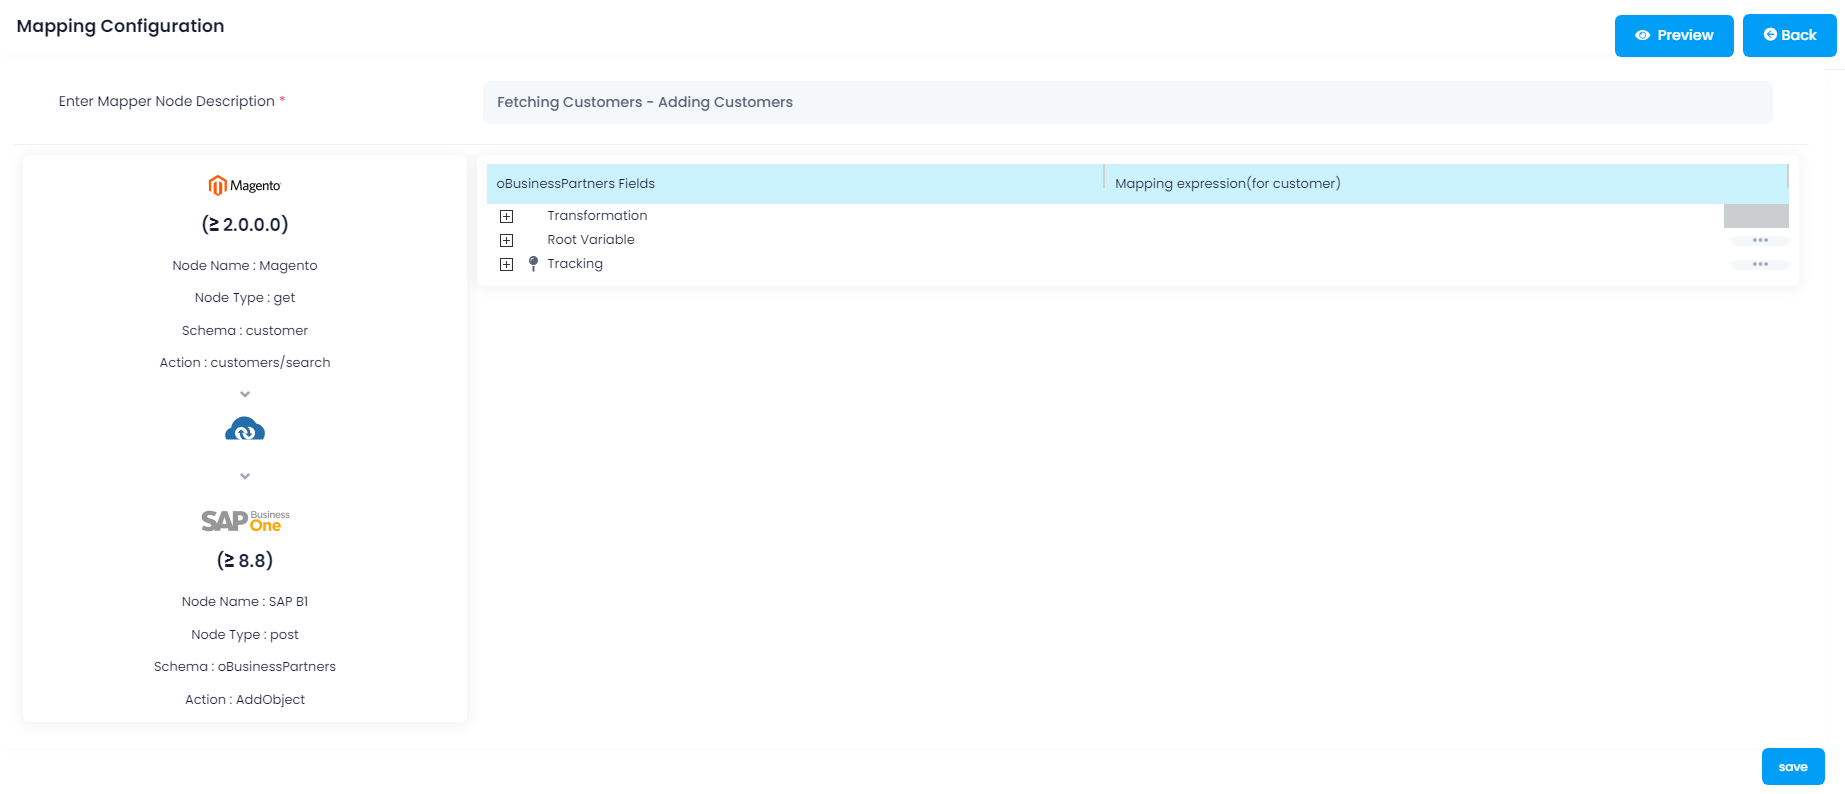 Mapping Configuration
Preview
Back
Enter Mapper Node Description *
Fetching Customers - Adding Customers
Magento
(≥ 2.0.0.0)
Node Name : Magento
Node Type : get
Schema : customer
Action : customers/search
SAP Business One
(≥ 8.8)
Node Name : SAP B1
Node Type : post
Schema : oBusinessPartners
Action : AddObject
oBusinessPartners Fields
Mapping expression(for customer)
Transformation
Root Variable
Tracking
save